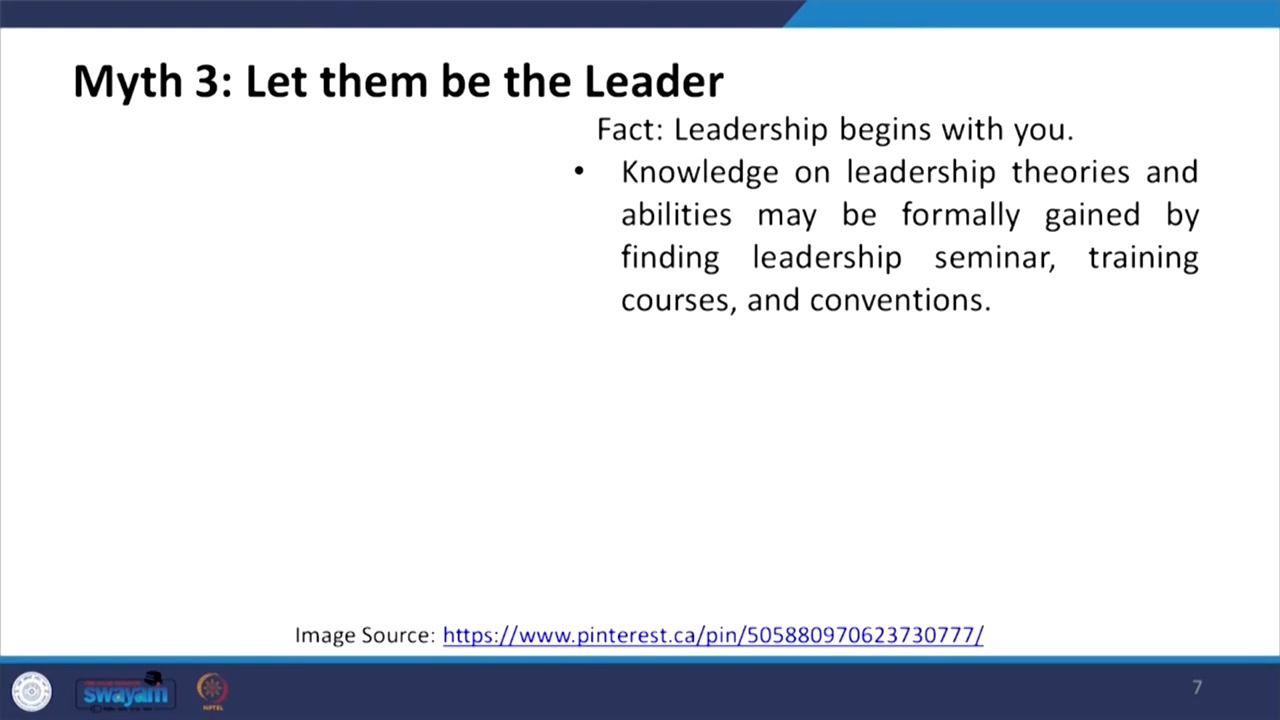 Myth 3: Let them be the Leader
Fact: Leadership begins with you.
• Knowledge on leadership theories and
abilities may be formally gained by
finding leadership seminar, training
courses, and conventions.
Image Source: https://www.pinterest.ca/pin/505880970623730777/
swayam
NPTEL
7